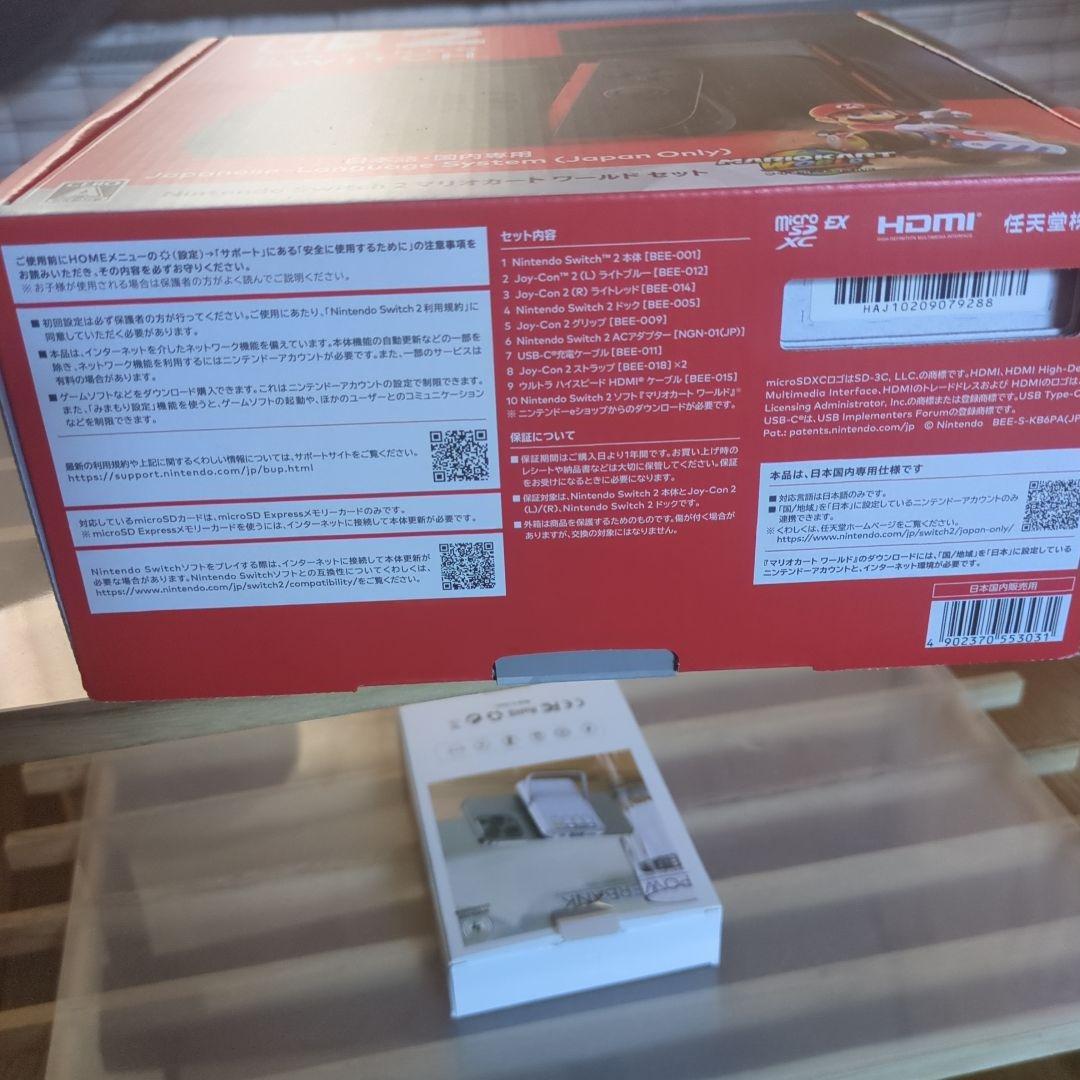 SWITCH
日本語・国内専用
Japanese-Language System (Japan Only)
Nintendo Switch 2 マリオカート ワールド セット
MARIOKART
ご使用前にHOMEメニューの(設定)→「サポート」にある「安全に使用するために」の注意事項を
お読みいただき、その内容を必ずお守りください。
※お子様が使用される場合は保護者の方がよく読んでご説明ください。
■初回設定は必ず保護者の方が行ってください。ご使用にあたり、「Nintendo Switch 2 利用規約」に
同意していただく必要があります。
■本品は、インターネットを介したネットワーク機能を備えています。本体機能の自動更新などの一部を
除き、ネットワーク機能を利用するにはニンテンドーアカウントが必要です。また、一部のサービスは
有料の場合があります。
■ゲームソフトなどをダウンロード購入できます。これはニンテンドーアカウントの設定で制限できます。
また、「みまもり設定」機能を使うと、ゲームソフトの起動や、ほかのユーザーとのコミュニケーション
などを制限できます。
最新の利用規約や上記に関するくわしい情報については、サポートサイトをご覧ください。
https://support.nintendo.com/jp/bup.html
対応しているmicroSDカードは、microSD Expressメモリーカードのみです。
※microSD Expressメモリーカードを使うには、インターネットに接続して本体更新が必要です。
Nintendo Switchソフトをプレイする際は、インターネットに接続して本体更新が
必要な場合があります。Nintendo Switchソフトとの互換性についてくわしくは、
https://www.nintendo.com/jp/switch2/compatibility/をご覧ください。
セット内容
1 Nintendo Switch™ 2 本体 [BEE-001]
2 Joy-Con™ 2 (L) ライトブルー [BEE-012]
3 Joy-Con 2 (R) ライトレッド [BEE-014]
4 Nintendo Switch 2 ドック [BEE-005]
5 Joy-Con 2 グリップ [BEE-009]
6 Nintendo Switch 2 ACアダプター [NGN-01(JP)]
7 USB-C®充電ケーブル [BEE-011]
8 Joy-Con 2 ストラップ [BEE-018] ×2
9 ウルトラ ハイスピード HDMI® ケーブル [BEE-015]
10 Nintendo Switch 2 ソフト『マリオカート ワールド』※
※ ニンテンドーeショップからのダウンロードが必要です。
保証について
■保証期間はご購入日より1年間です。お買い上げ時の
レシートや納品書などは大切に保管してください。保証
をお受けになるときに必要になります。
■保証対象は、Nintendo Switch 2 本体とJoy-Con 2
(L)/(R)、Nintendo Switch 2 ドックです。
■外箱は商品を保護するためのものです。傷が付く場合が
ありますが、交換の対象にはなりません。
micro SD XC EX
HDMI®
HIGH-DEFINITION MULTIMEDIA INTERFACE
任天堂株
HAJ10209079288
microSDXCロゴはSD-3C, LLC.の商標です。HDMI、HDMI High-De
Multimedia Interface、HDMIのトレードドレスおよび HDMIのロゴは、
Licensing Administrator, Inc.の商標または登録商標です。USB Type-C
USB-C®は、USB Implementers Forumの登録商標です。
Pat.: patents.nintendo.com/jp © Nintendo BEE-S-KB6PA(JP
本品は、日本国内専用仕様です
■対応言語は日本語のみです。
■「国/地域」を「日本」に設定しているニンテンドーアカウントのみ
連携できます。
※くわしくは、任天堂ホームページをご覧ください。
https://www.nintendo.com/jp/switch2/japan-only/
『マリオカート ワールド』のダウンロードには、「国/地域」を「日本」に設定している
ニンテンドーアカウントと、インターネット環境が必要です。
日本国内販売用
4 902370 553031
CE FC RoHS
POWERBANK